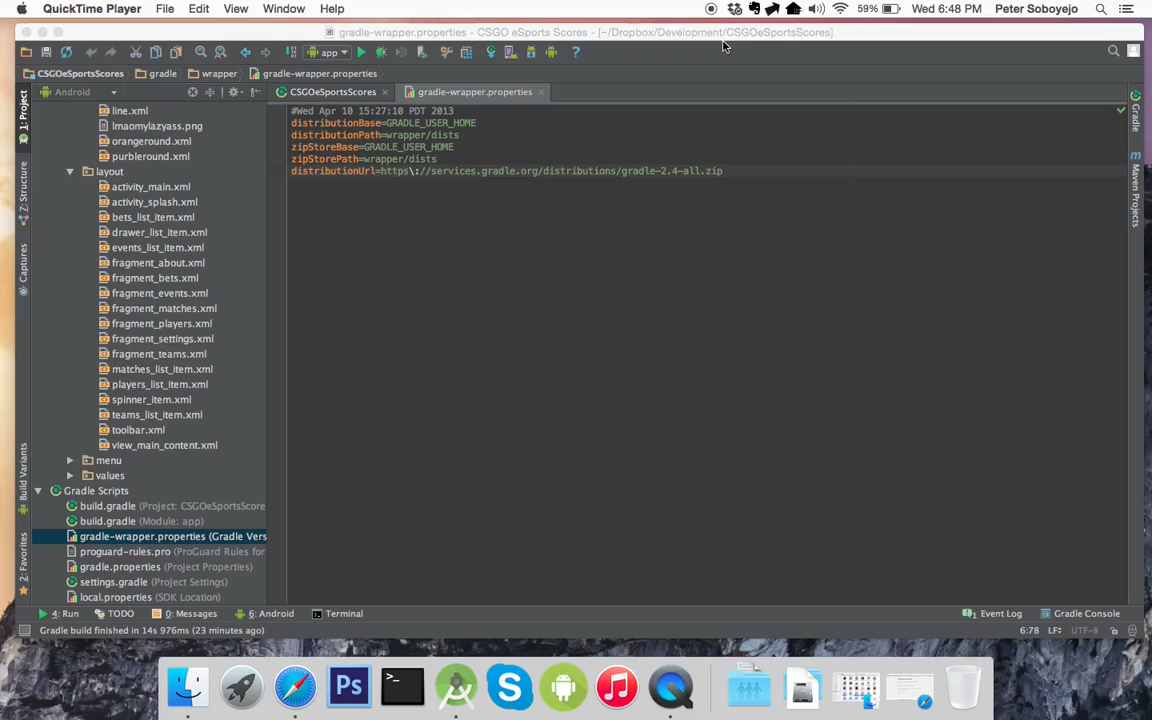 QuickTime Player File Edit View Window Help 59% Wed 6:48 PM Peter Soboyejo
gradle-wrapper.properties - CSGO eSports Scores - [~/Dropbox/Development/CSGOeSportsScores]
app
CSGOeSportsScores gradle wrapper gradle-wrapper.properties
Android CSGOeSportsScores gradle-wrapper.properties
1: Project
7: Structure
Captures
Build Variants
2: Favorites
line.xml
lmaomylazyass.png
orangeround.xml
purbleround.xml
layout
activity_main.xml
activity_splash.xml
bets_list_item.xml
drawer_list_item.xml
events_list_item.xml
fragment_about.xml
fragment_bets.xml
fragment_events.xml
fragment_matches.xml
fragment_players.xml
fragment_settings.xml
fragment_teams.xml
matches_list_item.xml
players_list_item.xml
spinner_item.xml
teams_list_item.xml
toolbar.xml
view_main_content.xml
menu
values
Gradle Scripts
build.gradle (Project: CSGOeSportsScore
build.gradle (Module: app)
gradle-wrapper.properties (Gradle Vers
proguard-rules.pro (ProGuard Rules for
gradle.properties (Project Properties)
settings.gradle (Project Settings)
local.properties (SDK Location)
#Wed Apr 10 15:27:10 PDT 2013
distributionBase=GRADLE_USER_HOME
distributionPath=wrapper/dists
zipStoreBase=GRADLE_USER_HOME
zipStorePath=wrapper/dists
distributionUrl=https\://services.gradle.org/distributions/gradle-2.4-all.zip
Gradle
m
Maven Projects
4: Run TODO 0: Messages 6: Android Terminal 1 Event Log Gradle Console
Gradle build finished in 14s 976ms (23 minutes ago) 6:78 LF÷ UTF-8÷
Ps >_ S